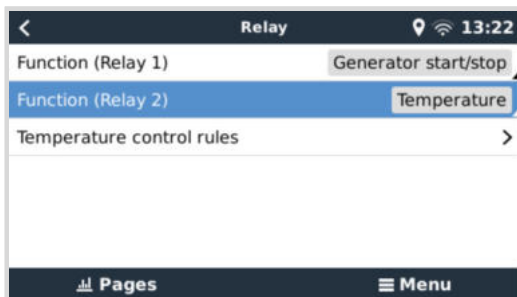 Relay 13:22
Function (Relay 1) Generator start/stop
Function (Relay 2) Temperature
Temperature control rules
Pages Menu